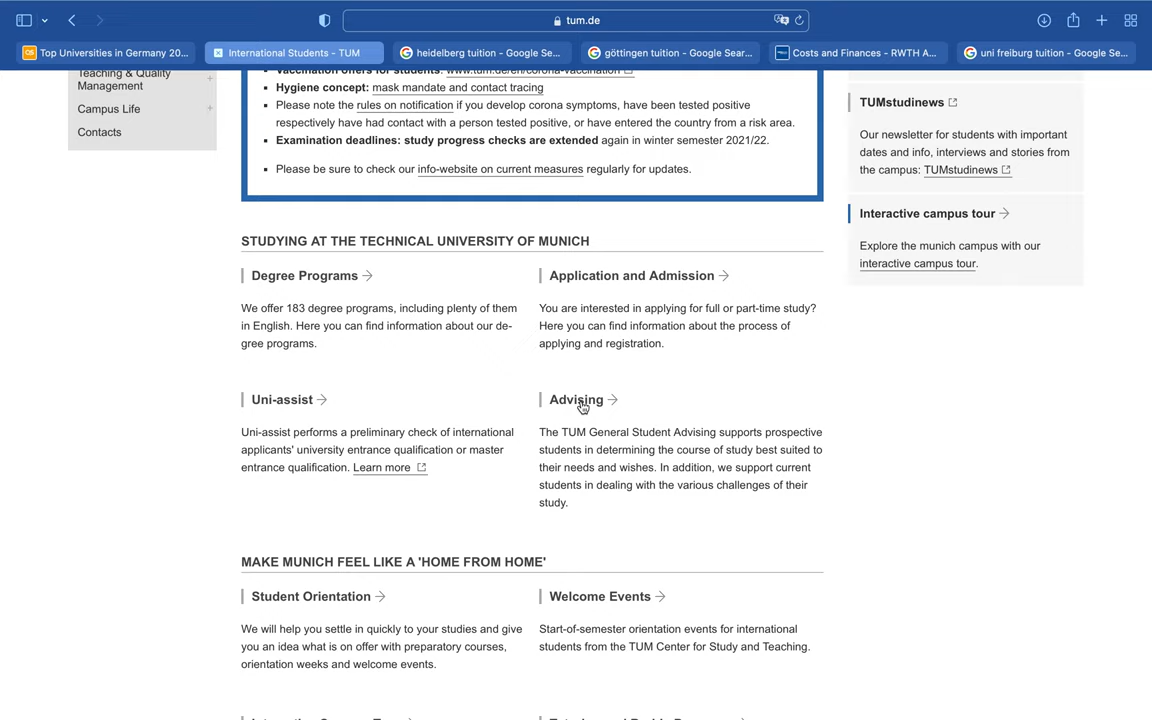 tum.de
Top Universities in Germany 20...
International Students - TUM
heidelberg tuition - Google Se...
göttingen tuition - Google Sear...
Costs and Finances - RWTH A...
uni freiburg tuition - Google Se...
Teaching & Quality
Management
Campus Life
Contacts
Vaccination offers for students: www.tum.de/en/corona-vaccination
Hygiene concept: mask mandate and contact tracing
Please note the rules on notification if you develop corona symptoms, have been tested positive
respectively have had contact with a person tested positive, or have entered the country from a risk area.
Examination deadlines: study progress checks are extended again in winter semester 2021/22.
Please be sure to check our info-website on current measures regularly for updates.
STUDYING AT THE TECHNICAL UNIVERSITY OF MUNICH
Degree Programs
We offer 183 degree programs, including plenty of them
in English. Here you can find information about our de-
gree programs.
Application and Admission
You are interested in applying for full or part-time study?
Here you can find information about the process of
applying and registration.
Uni-assist
Uni-assist performs a preliminary check of international
applicants' university entrance qualification or master
entrance qualification. Learn more
Advising
The TUM General Student Advising supports prospective
students in determining the course of study best suited to
their needs and wishes. In addition, we support current
students in dealing with the various challenges of their
study.
MAKE MUNICH FEEL LIKE A 'HOME FROM HOME'
Student Orientation
We will help you settle in quickly to your studies and give
you an idea what is on offer with preparatory courses,
orientation weeks and welcome events.
Welcome Events
Start-of-semester orientation events for international
students from the TUM Center for Study and Teaching.
TUMstudinews
Our newsletter for students with important
dates and info, interviews and stories from
the campus: TUMstudinews
Interactive campus tour
Explore the munich campus with our
interactive campus tour.